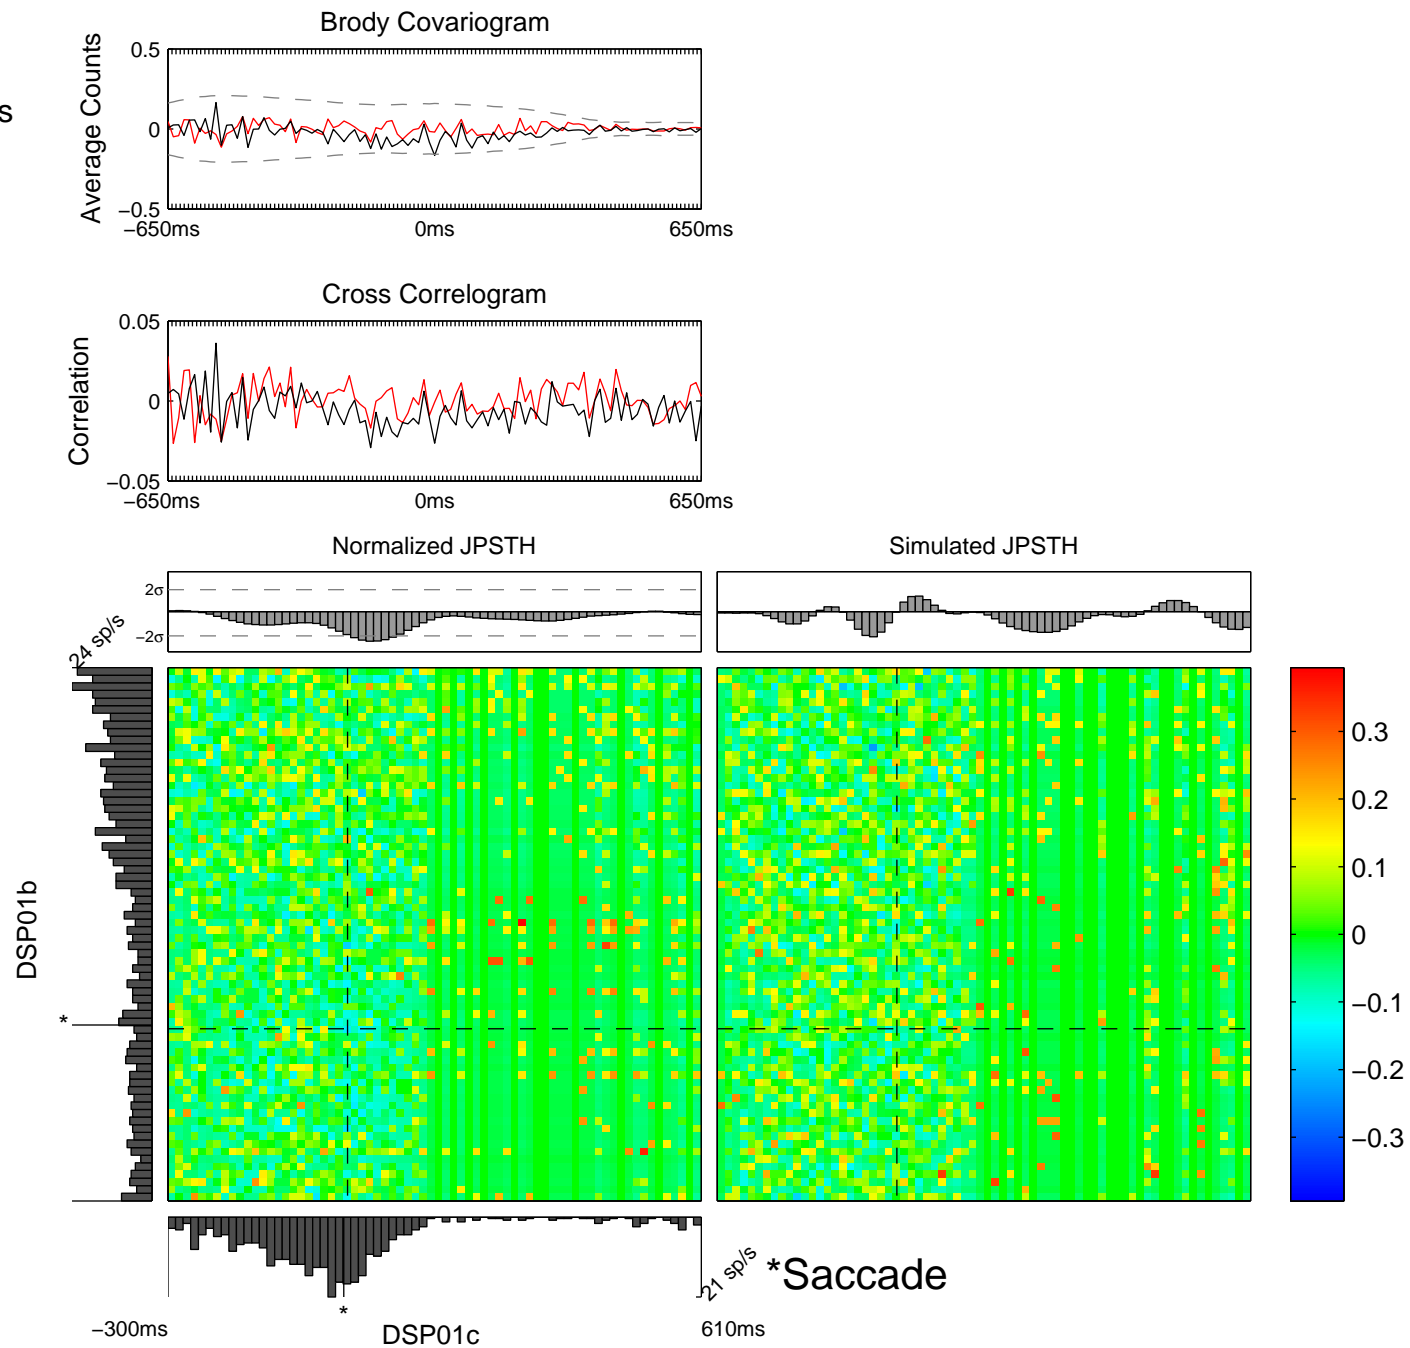 Brody Covariogram
s
Average Counts
0.5
0
−0.5
−650ms
0ms
650ms
Cross Correlogram
Correlation
0.05
0
−0.05
−650ms
0ms
650ms
Normalized JPSTH
Simulated JPSTH
2σ
−2σ
24 sp/s
DSP01b
*
0.3
0.2
0.1
0
−0.1
−0.2
−0.3
21 sp/s
*Saccade
*
−300ms
DSP01c
610ms